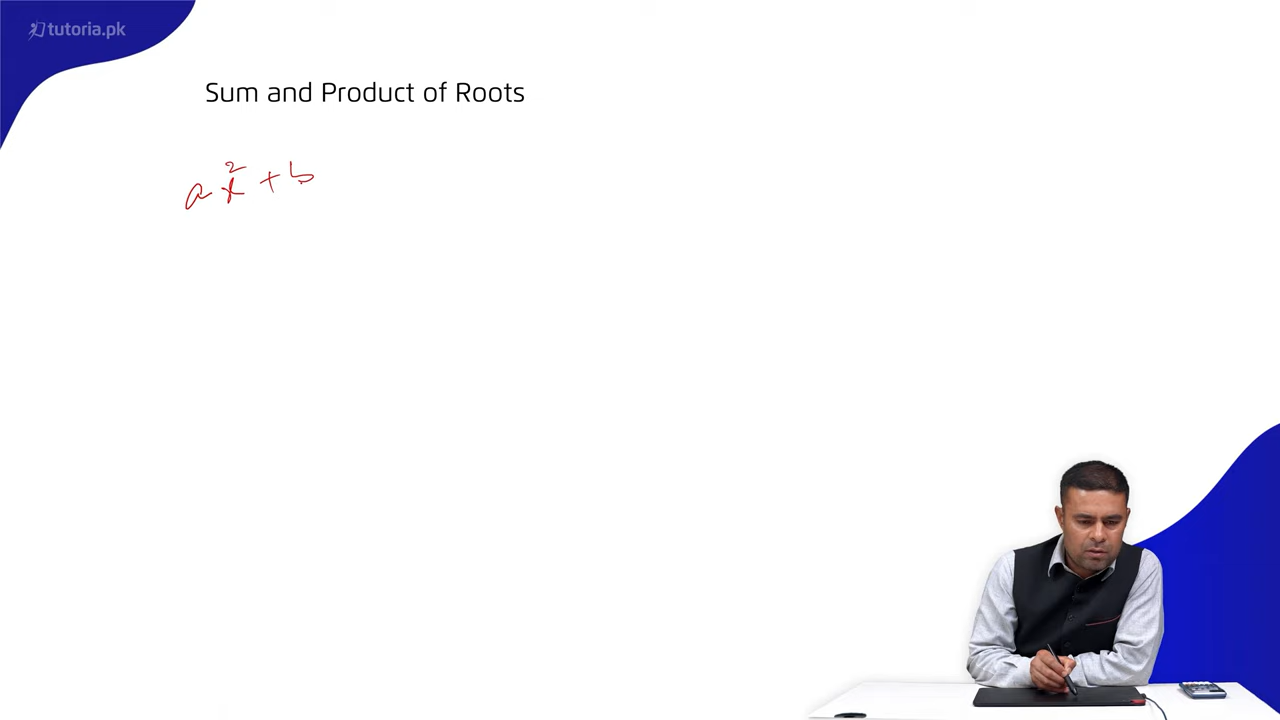 tutoria.pk
Sum and Product of Roots
ax² + b